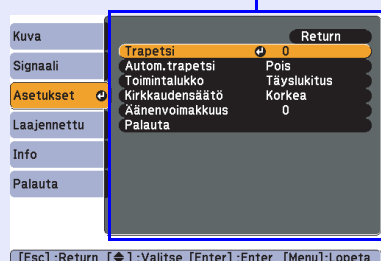 Kuva
Signaali
Asetukset
Laajennettu
Info
Palauta
Return
Trapetsi 0
Autom.trapetsi Pois
Toimintalukko Täyslukitus
Kirkkaudensäätö Korkea
Äänenvoimakkuus 0
Palauta
[Esc] :Return [◆] :Valitse [Enter] :Enter [Menu]:Lopeta